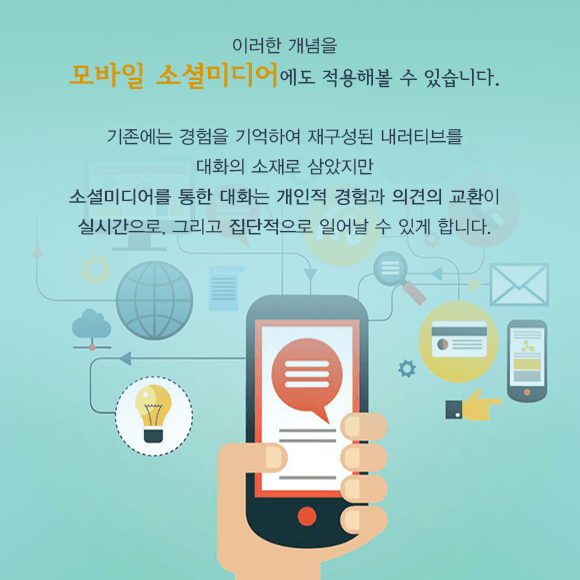 이러한 개념을
모바일 소셜미디어에도 적용해볼 수 있습니다.
기존에는 경험을 기억하여 재구성된 내러티브를
대화의 소재로 삼았지만
소셜미디어를 통한 대화는 개인적 경험과 의견의 교환이
실시간으로, 그리고 집단적으로 일어날 수 있게 합니다.